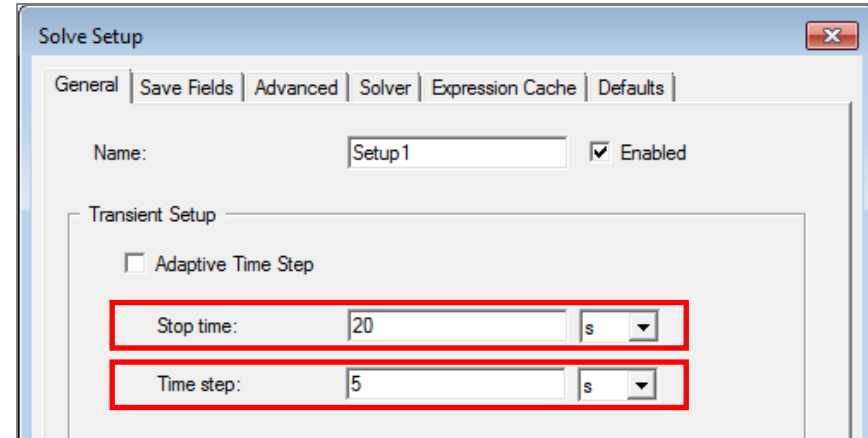 Solve Setup
General Save Fields Advanced Solver Expression Cache Defaults
Name: Setup1 Enabled
Transient Setup
Adaptive Time Step
Stop time: 20 s
Time step: 5 s